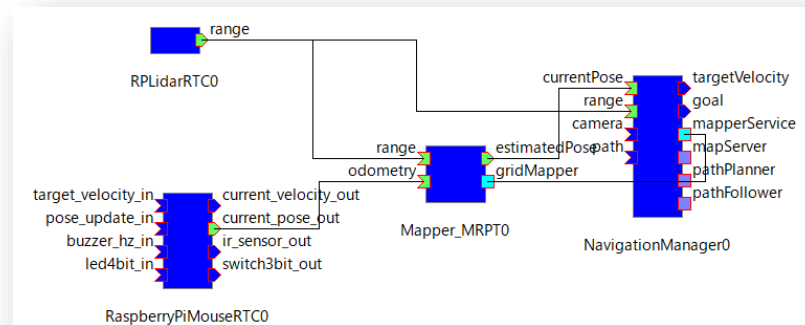 range
RPLidarRTC0
currentPose
range
camera
path
targetVelocity
goal
mapperService
mapServer
pathPlanner
pathFollower
NavigationManager0
range
odometry
estimatedPose
gridMapper
Mapper_MRPT0
target_velocity_in
pose_update_in
buzzer_hz_in
led4bit_in
current_velocity_out
current_pose_out
ir_sensor_out
switch3bit_out
RaspberryPiMouseRTC0